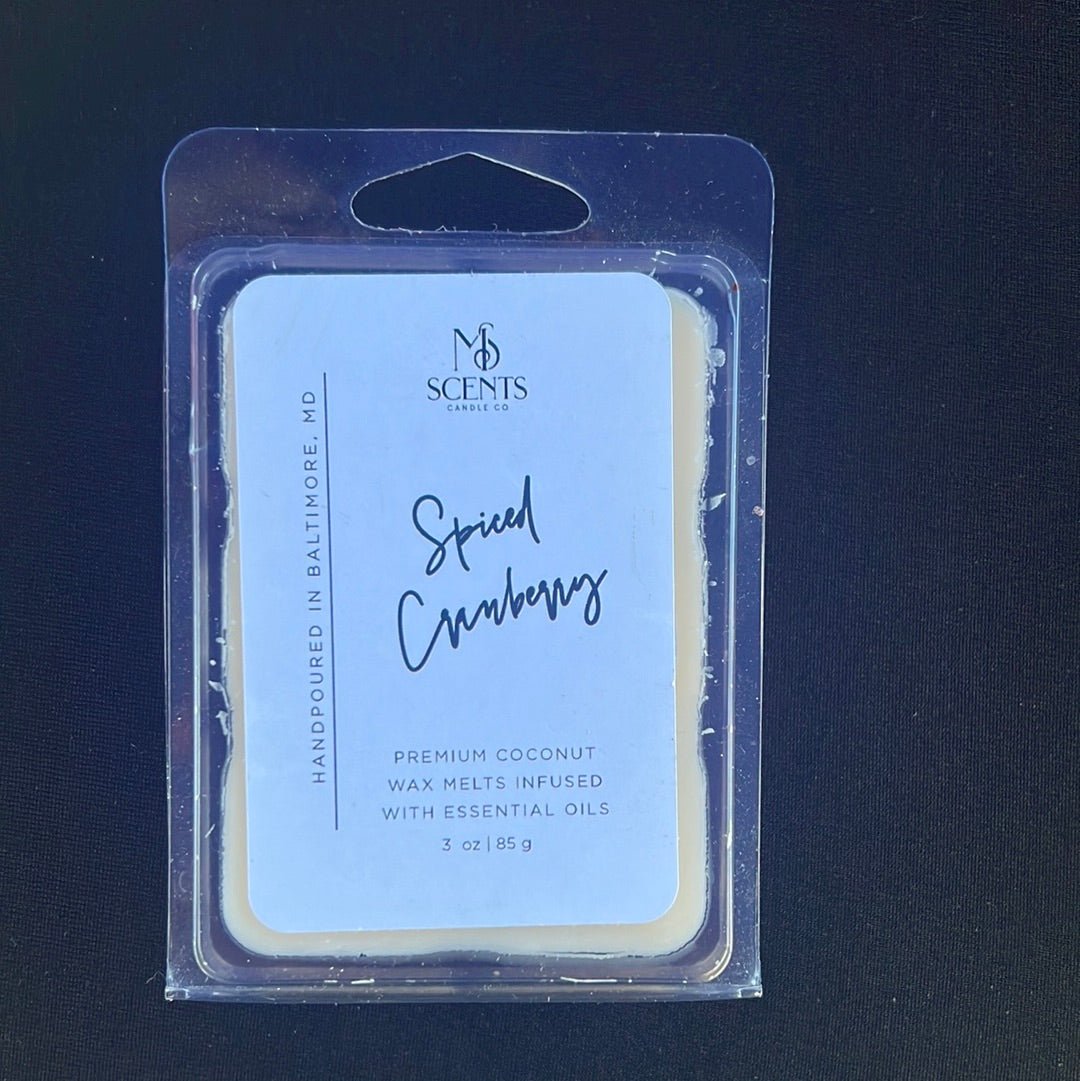 MS
SCENTS
CANDLE CO
HANDPOURED IN BALTIMORE, MD
Spiced
Cranberry
PREMIUM COCONUT
WAX MELTS INFUSED
WITH ESSENTIAL OILS
3 oz | 85 g